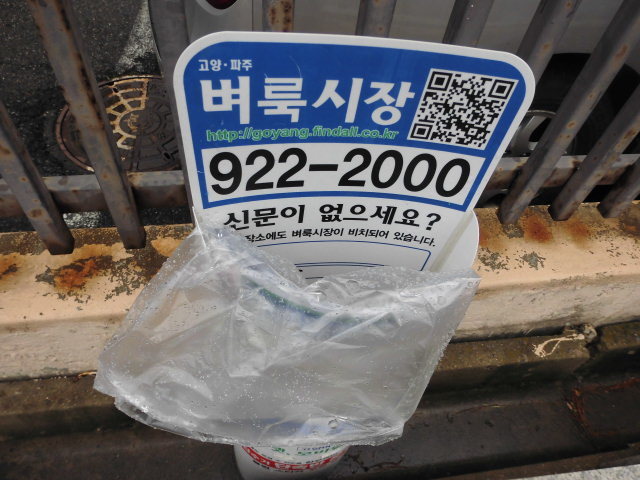 고양·파주
벼룩시장
http://goyang.findall.co.kr
922-2000
신문이 없으세요?
장소에도 벼룩시장이 비치되어 있습니다.